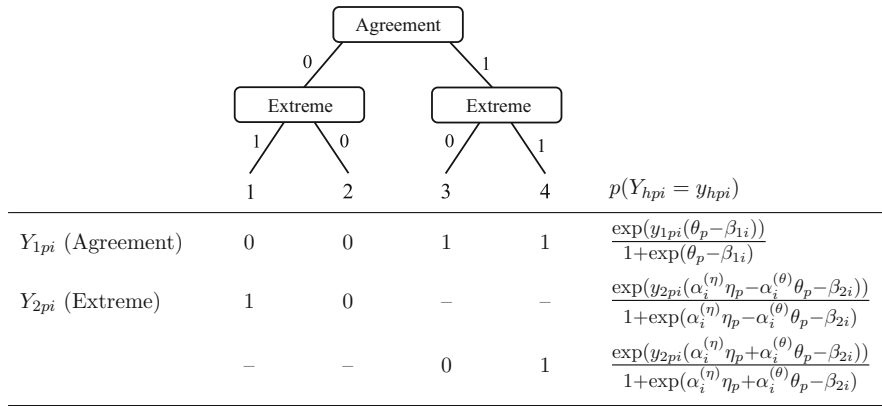 Agreement
0 1
Extreme Extreme
1 0 0 1
1 2 3 4 p(Y_{hpi} = y_{hpi})
Y_{1pi} (Agreement) 0 0 1 1 \frac{\exp(y_{1pi}(θ_p−β_{1i}))}{1+\exp(θ_p−β_{1i})}
Y_{2pi} (Extreme) 1 0 – – \frac{\exp(y_{2pi}(α_i^{(η)}η_p−α_i^{(θ)}θ_p−β_{2i}))}{1+\exp(α_i^{(η)}η_p−α_i^{(θ)}θ_p−β_{2i})}
– – 0 1 \frac{\exp(y_{2pi}(α_i^{(η)}η_p+α_i^{(θ)}θ_p−β_{2i}))}{1+\exp(α_i^{(η)}η_p+α_i^{(θ)}θ_p−β_{2i})}